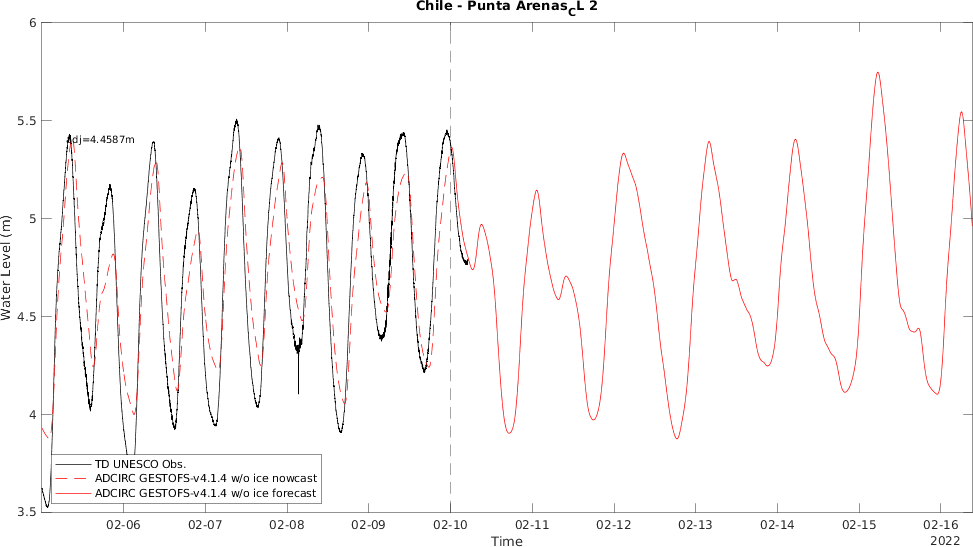 Chile - Punta Arenas_CL 2
6
5.5
5
4.5
4
3.5
Water Level (m)
dj=4.4587m
TD UNESCO Obs.
ADCIRC GESTOFS-v4.1.4 w/o ice nowcast
ADCIRC GESTOFS-v4.1.4 w/o ice forecast
02-06 02-07 02-08 02-09 02-10 02-11 02-12 02-13 02-14 02-15 02-16
Time
2022